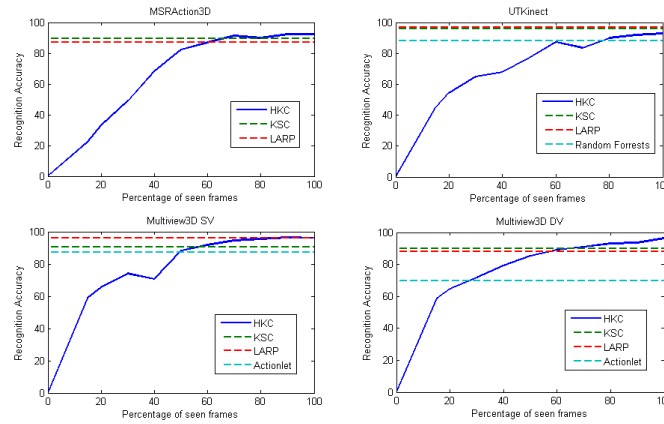 MSRAction3D
Recognition Accuracy
100
80
60
40
20
0
0 20 40 60 80 100
Percentage of seen frames
HKC
KSC
LARP
UTKinect
Recognition Accuracy
100
80
60
40
20
0
0 20 40 60 80 100
Percentage of seen frames
HKC
KSC
LARP
Random Forrests
Multiview3D SV
Recognition Accuracy
100
80
60
40
20
0
0 20 40 60 80 100
Percentage of seen frames
HKC
KSC
LARP
Actionlet
Multiview3D DV
Recognition Accuracy
100
80
60
40
20
0
0 20 40 60 80 100
Percentage of seen frames
HKC
KSC
LARP
Actionlet